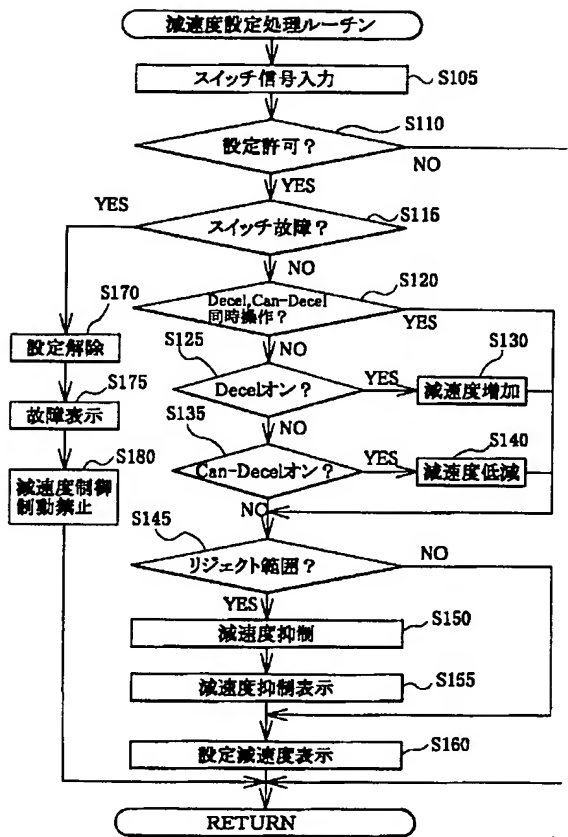 減速度設定処理ルーチン
スイッチ信号入力
S105
設定許可？
S110
NO
YES
スイッチ故障？
S115
YES
NO
Decel,Can-Decel
同時操作？
S120
YES
NO
S170
設定解除
S175
故障表示
S180
減速度制御
制動禁止
S125
Decelオン？
YES
S130
減速度増加
NO
S135
Can-Decelオン？
YES
S140
減速度低減
NO
S145
リジェクト範囲？
NO
YES
減速度抑制
S150
減速度抑制表示
S155
設定減速度表示
S160
RETURN